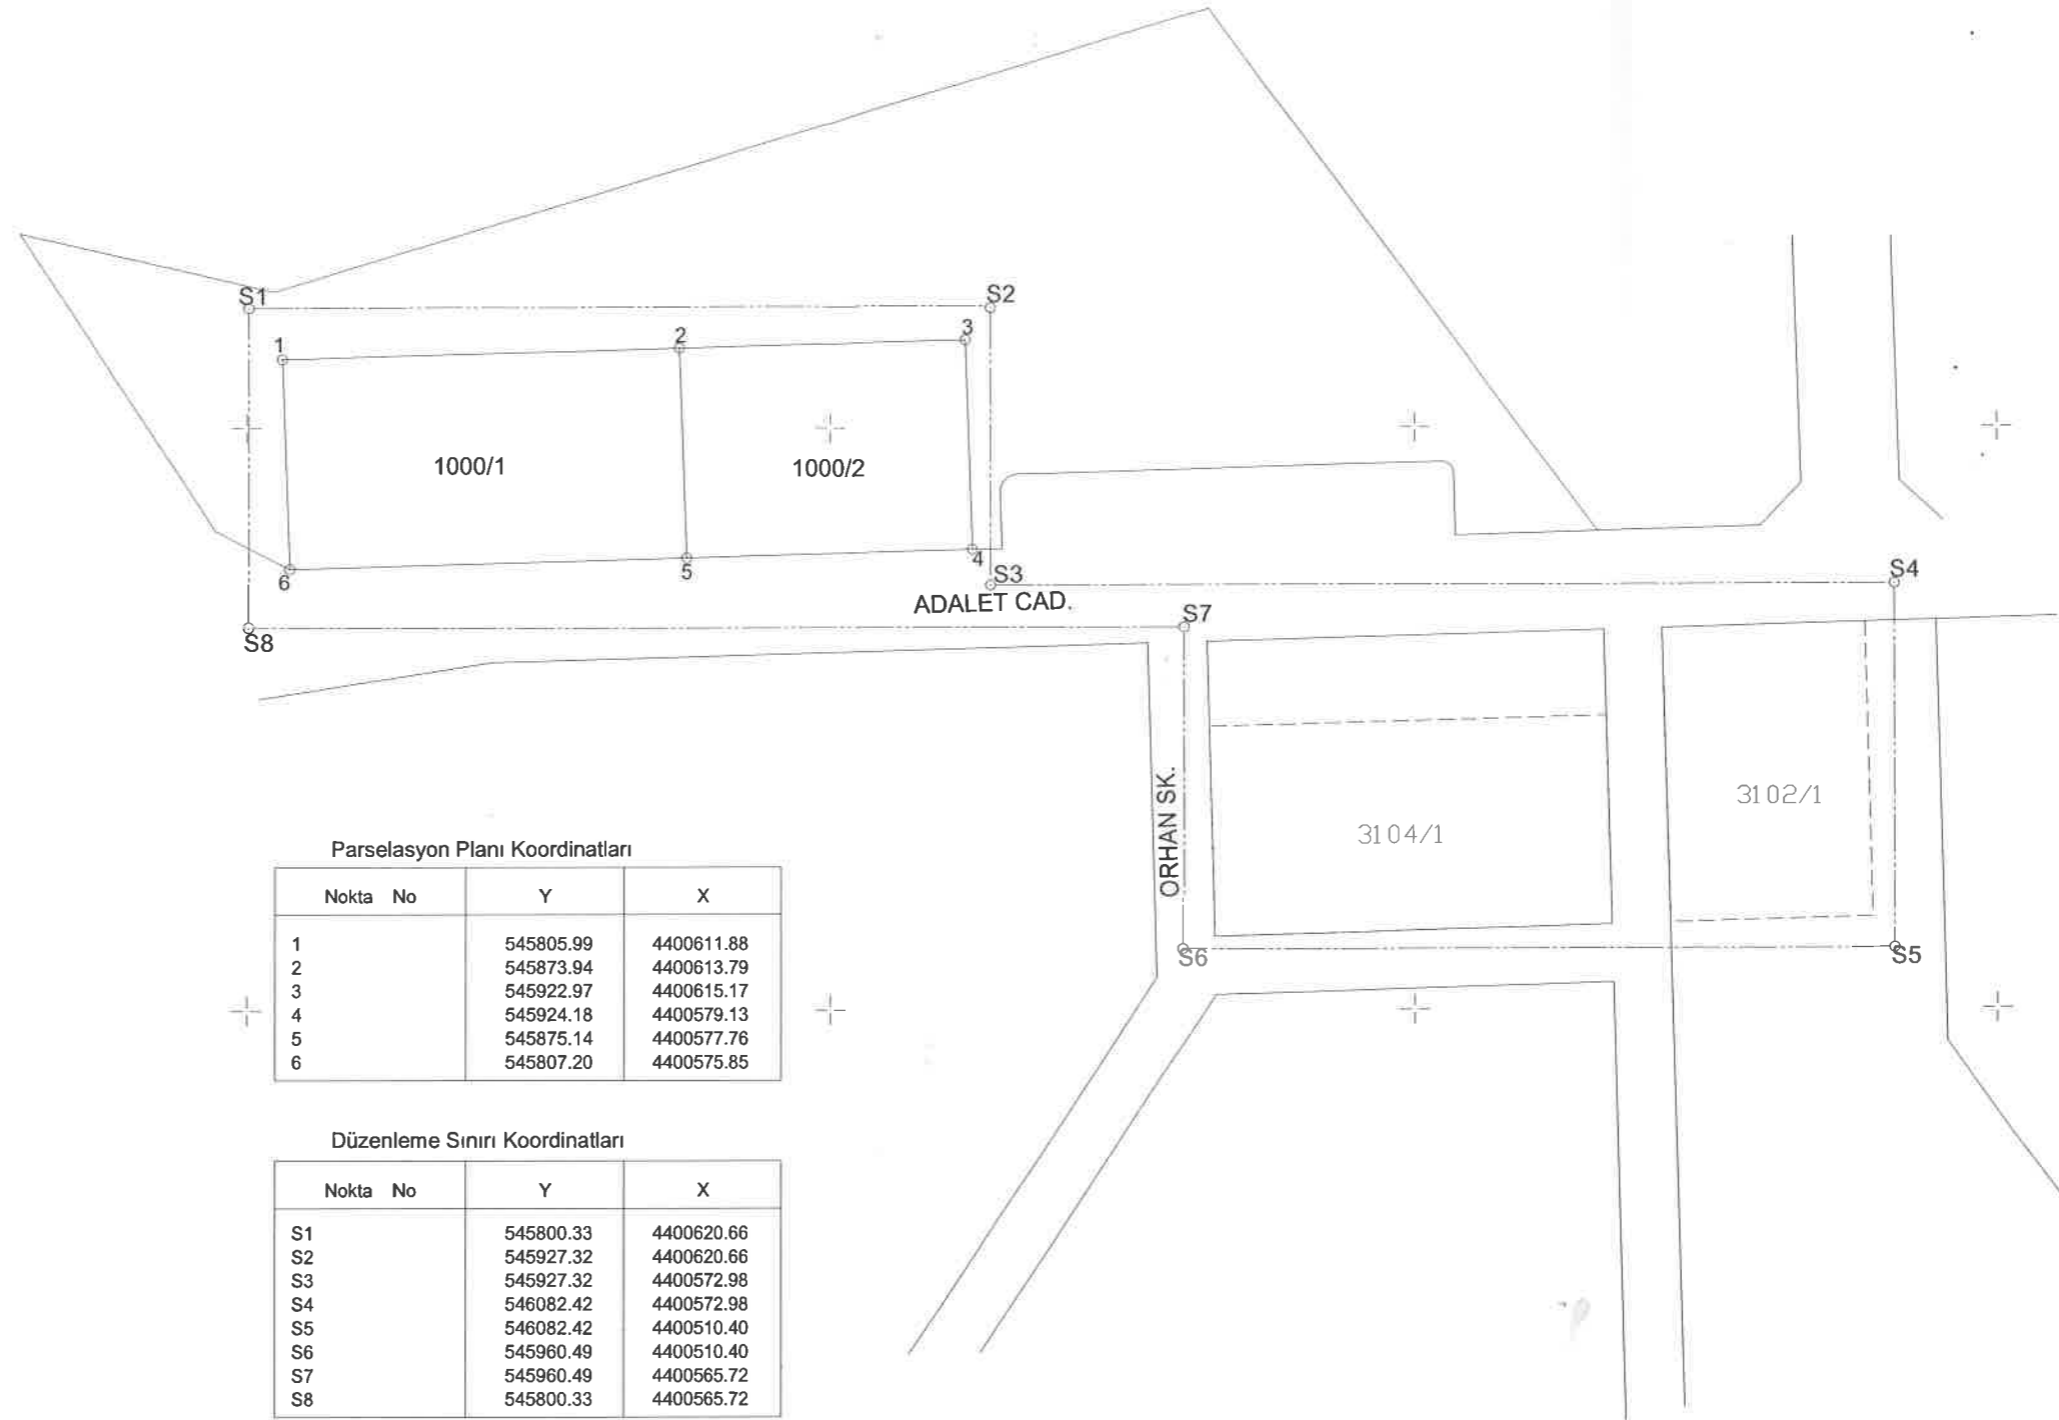 S1
S2
1
2
3
1000/1
1000/2
6
5
4
S3
S4
ADALET CAD.
S7
S8
ORHAN SK.
3104/1
3102/1
S6
S5
Parselasyon Planı Koordinatları
Nokta No Y X
1 545805.99 4400611.88
2 545873.94 4400613.79
3 545922.97 4400615.17
4 545924.18 4400579.13
5 545875.14 4400577.76
6 545807.20 4400575.85
Düzenleme Sınırı Koordinatları
Nokta No Y X
S1 545800.33 4400620.66
S2 545927.32 4400620.66
S3 545927.32 4400572.98
S4 546082.42 4400572.98
S5 546082.42 4400510.40
S6 545960.49 4400510.40
S7 545960.49 4400565.72
S8 545800.33 4400565.72